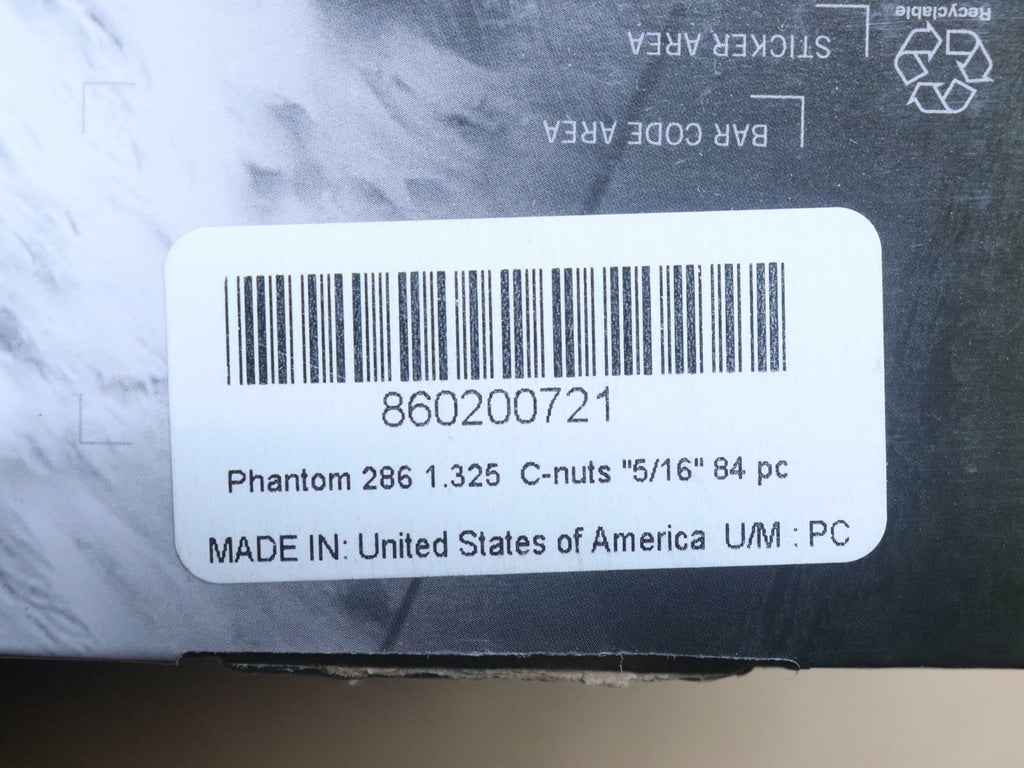 Recyclable
STICKER AREA
BAR CODE AREA
860200721
Phantom 286 1.325 C-nuts "5/16" 84 pc
MADE IN: United States of America U/M : PC